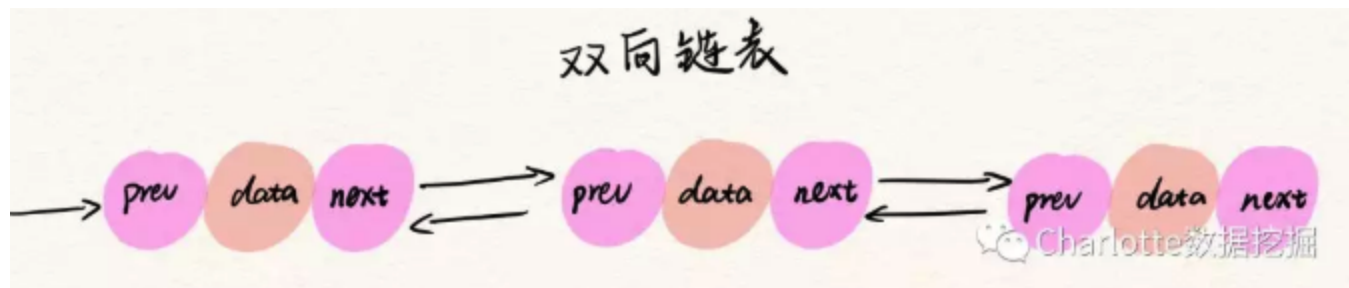 双向链表
prev data next prev data next prev data next
Charlotte数据挖掘